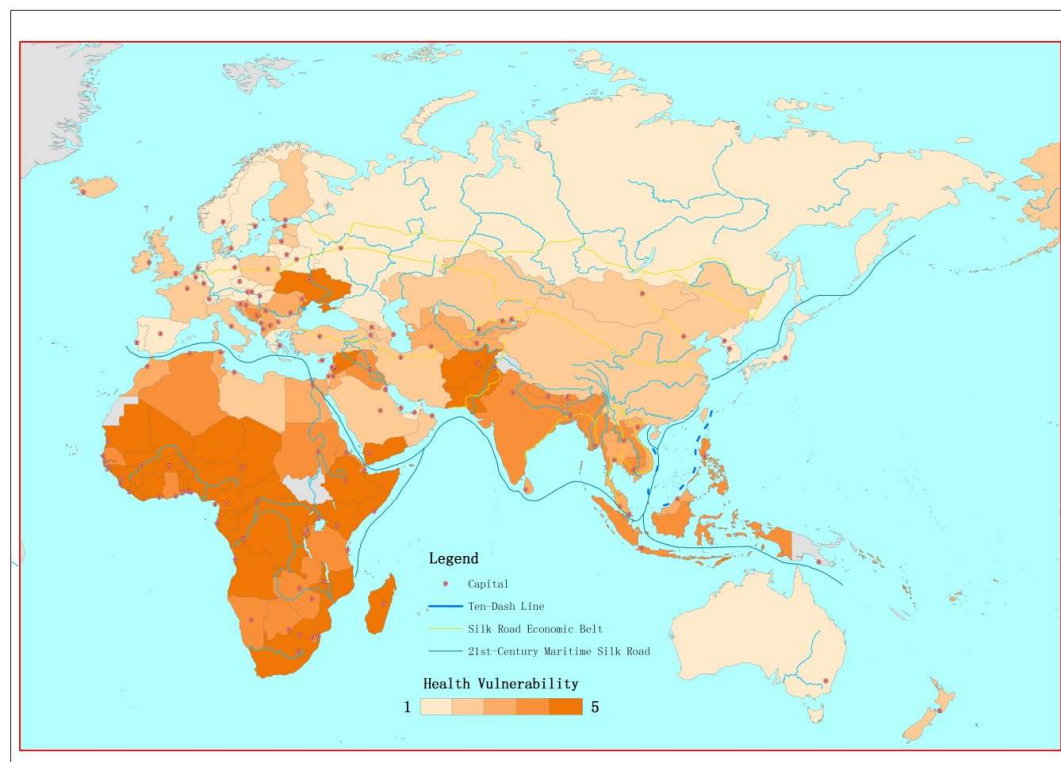 Legend
Capital
Ten-Dash Line
Silk Road Economic Belt
21st-Century Maritime Silk Road
Health Vulnerability
1 5